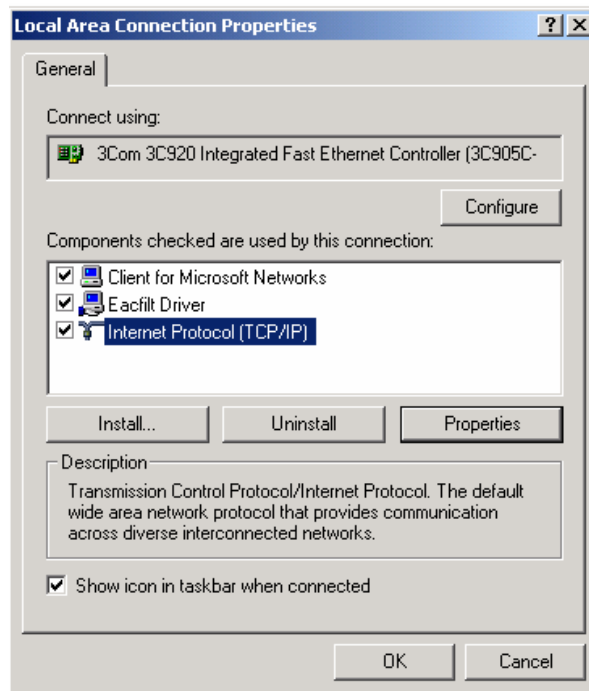 Local Area Connection Properties
General
Connect using:
3Com 3C920 Integrated Fast Ethernet Controller (3C905C-
Configure
Components checked are used by this connection:
Client for Microsoft Networks
Eacfilt Driver
Internet Protocol (TCP/IP)
Install... Uninstall Properties
Description
Transmission Control Protocol/Internet Protocol. The default
wide area network protocol that provides communication
across diverse interconnected networks.
Show icon in taskbar when connected
OK Cancel